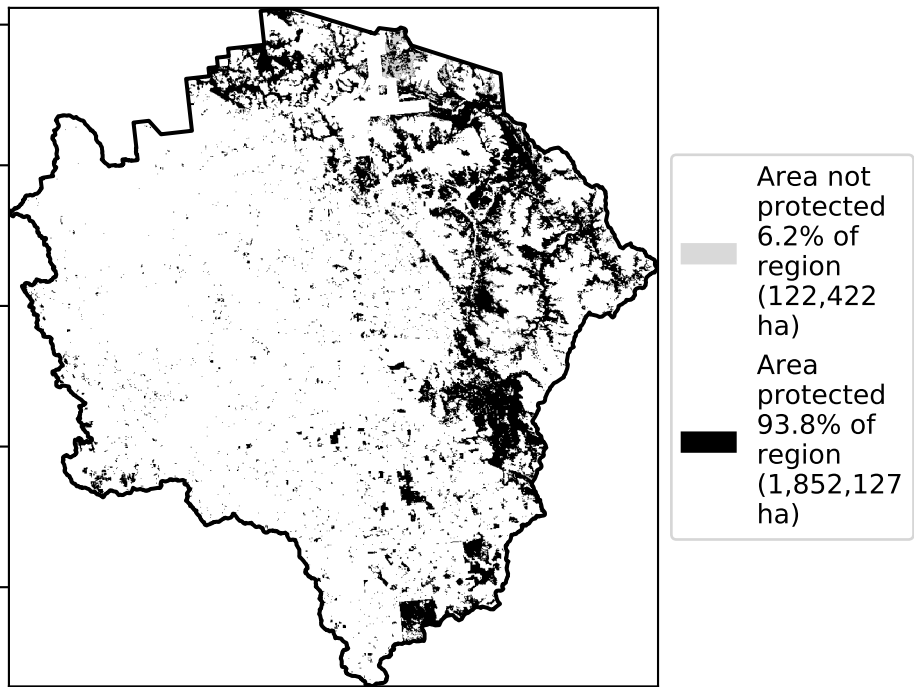 Area not
protected
6.2% of
region
(122,422
ha)
Area
protected
93.8% of
region
(1,852,127
ha)